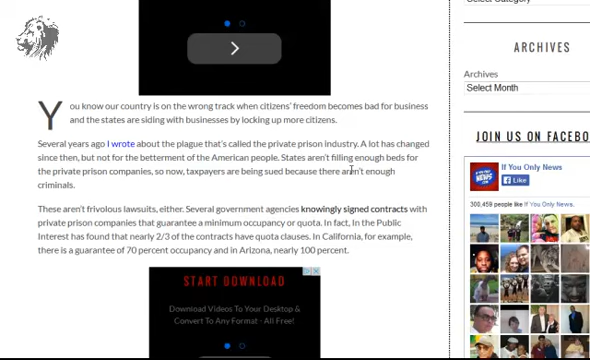 Select Category
ARCHIVES
Archives
Select Month
You know our country is on the wrong track when citizens' freedom becomes bad for business
and the states are siding with businesses by locking up more citizens.
Several years ago I wrote about the plague that's called the private prison industry. A lot has changed
since then, but not for the betterment of the American people. States aren't filling enough beds for
the private prison companies, so now, taxpayers are being sued because there aren't enough
criminals.
These aren't frivolous lawsuits, either. Several government agencies knowingly signed contracts with
private prison companies that guarantee a minimum occupancy or quota. In fact, In the Public
Interest has found that nearly 2/3 of the contracts have quota clauses. In California, for example,
there is a guarantee of 70 percent occupancy and in Arizona, nearly 100 percent.
START DOWNLOAD
Download Videos To Your Desktop &
Convert To Any Format - All Free!
JOIN US ON FACEBO
If You Only News
Like
300,459 people like If You Only News.